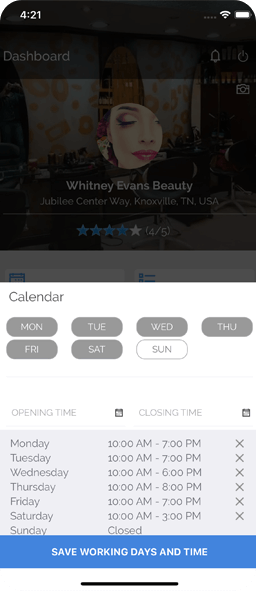 4:21
Dashboard
Whitney Evans Beauty
Jubilee Center Way, Knoxville, TN, USA
(4/5)
Calendar
MON TUE WED THU
FRI SAT SUN
OPENING TIME CLOSING TIME
Monday 10:00 AM - 7:00 PM
Tuesday 10:00 AM - 7:00 PM
Wednesday 10:00 AM - 6:00 PM
Thursday 10:00 AM - 8:00 PM
Friday 10:00 AM - 7:00 PM
Saturday 10:00 AM - 3:00 PM
Sunday Closed
SAVE WORKING DAYS AND TIME